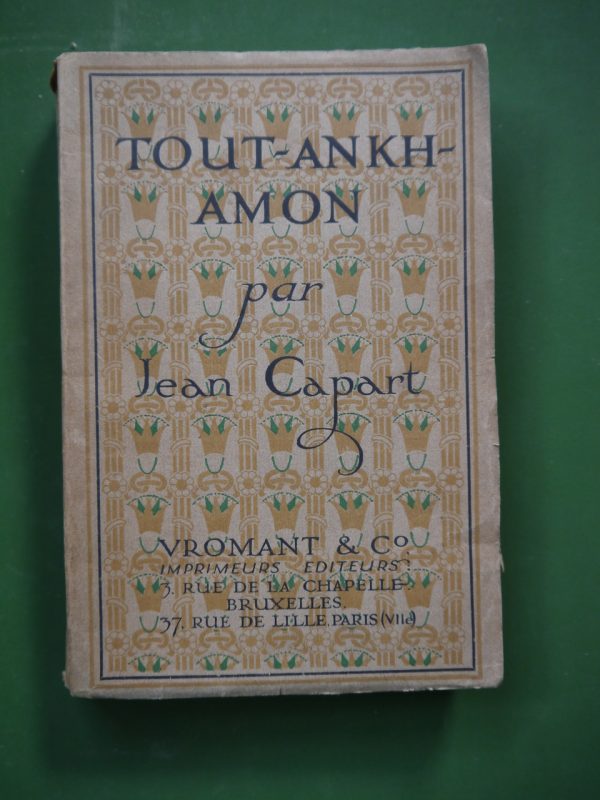 TOUT-ANKH-
AMON
par
Jean Capart
VROMANT & Co.
IMPRIMEURS EDITEURS:
3. RUE DE LA CHAPELLE:
BRUXELLES.
37. RUE DE LILLE. PARIS (VIIe)